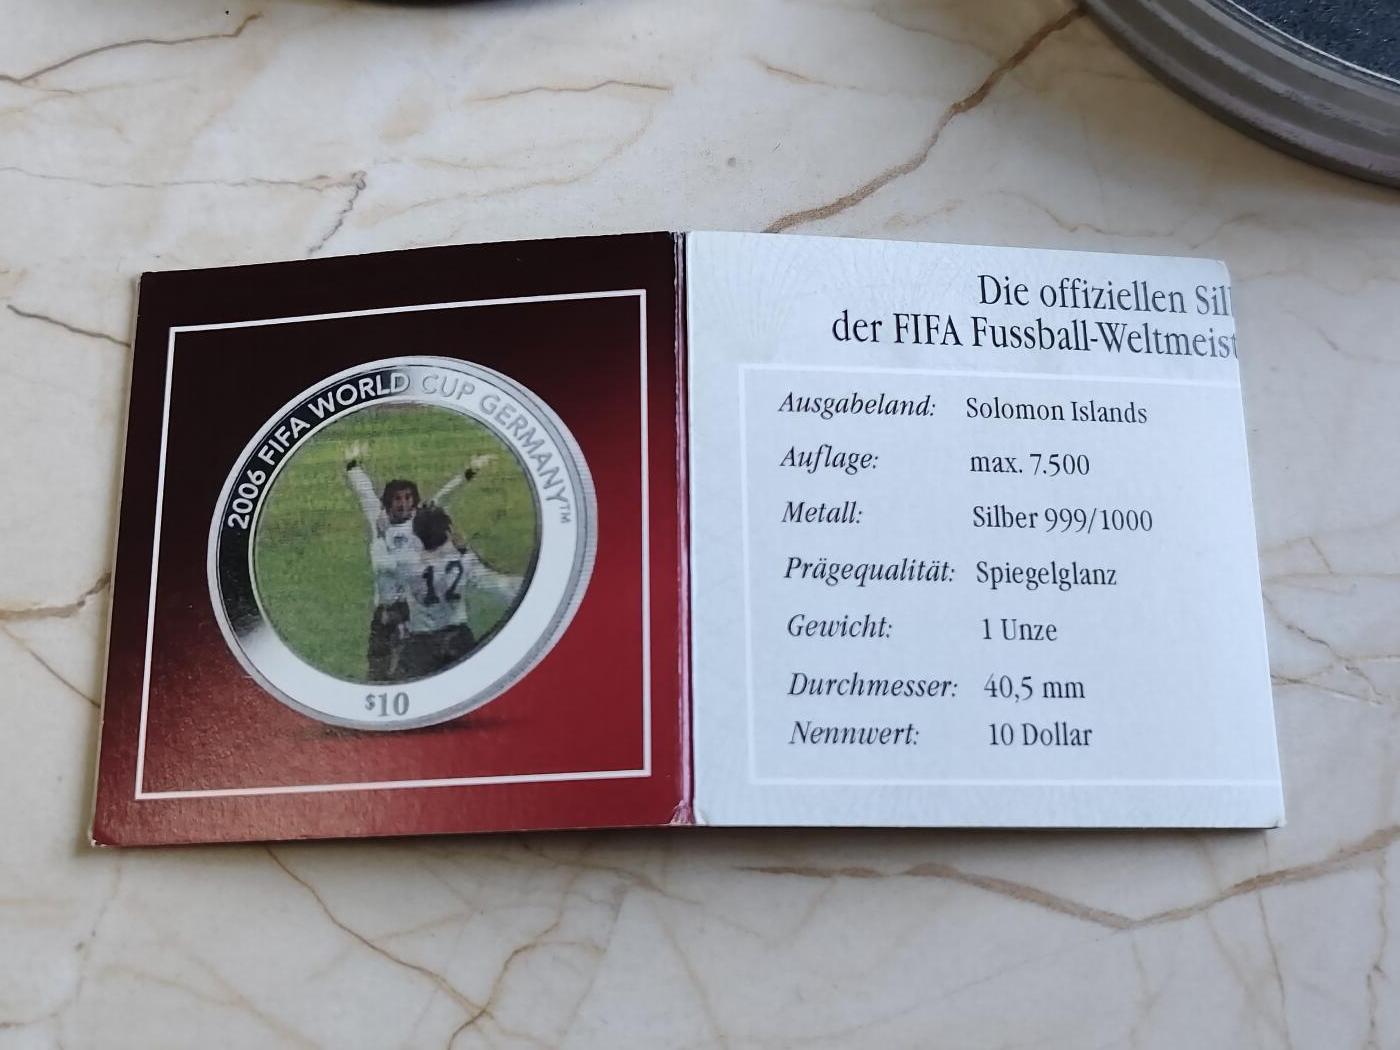 2006 FIFA WORLD CUP GERMANY™
12
$10
Die offiziellen
der FIFA Fussball-Weltmeist
Ausgabeland: Solomon Islands
Auflage: max. 7.500
Metall: Silber 999/1000
Prägequalität: Spiegelglanz
Gewicht: 1 Unze
Durchmesser: 40,5 mm
Nennwert: 10 Dollar